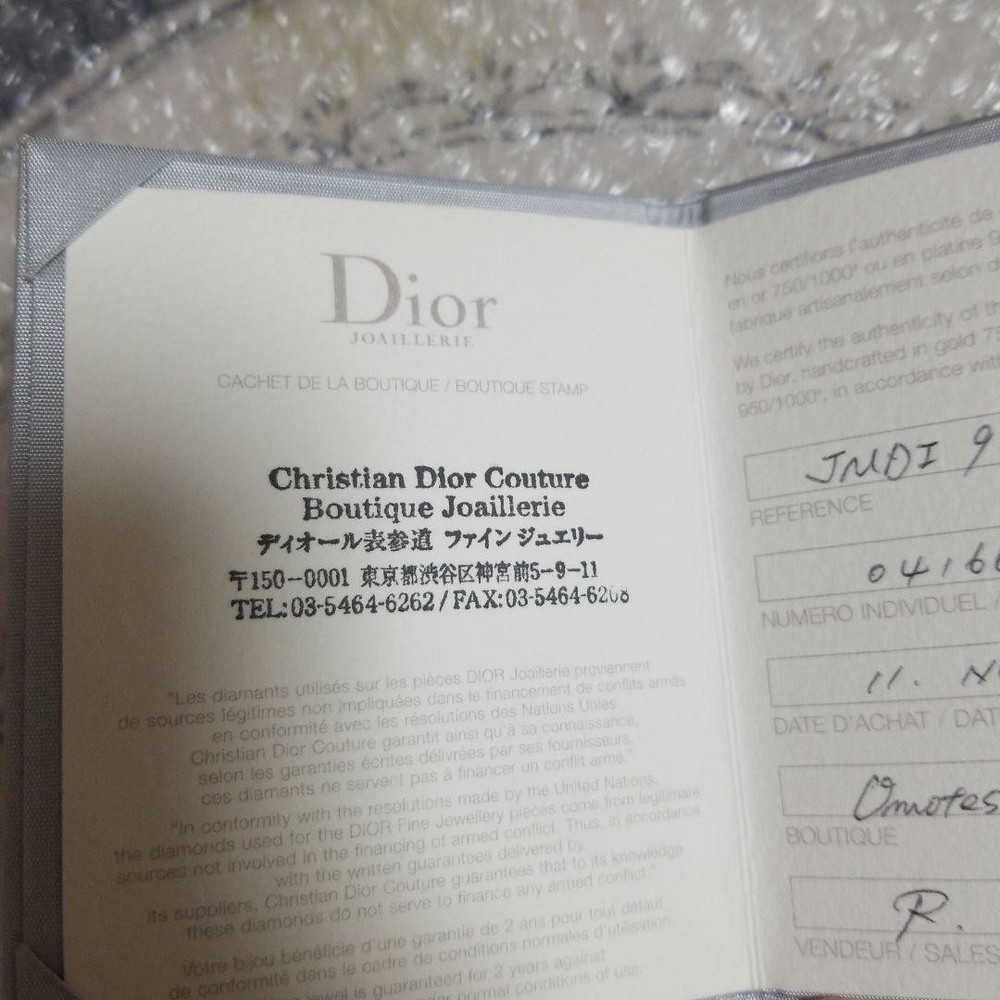 Dior
JOAILLERIE
CACHET DE LA BOUTIQUE / BOUTIQUE STAMP
Christian Dior Couture
Boutique Joaillerie
ディオール表参道 ファイン ジュエリー
〒150-0001 東京都渋谷区神宮前5-9-11
TEL:03-5464-6262/FAX:03-5464-6268
"Les diamants utilisés sur les pièces DIOR Joaillerie proviennent
de sources légitimes non impliquées dans le financement de conflits armés
en conformité avec les résolutions des Nations Unies.
Christian Dior Couture garantit ainsi qu'à sa connaissance,
selon les garanties écrites délivrées par ses fournisseurs,
ces diamants ne servent pas à financer un conflit armé."
"In conformity with the resolutions made by the United Nations,
the diamonds used for the DIOR Fine Jewellery pieces come from legitimate
sources not involved in the financing of armed conflict. Thus, in accordance
with the written guarantees delivered by
its suppliers, Christian Dior Couture guarantees that to its knowledge
these diamonds do not serve to finance any armed conflict."
Votre bijou bénéficie d'une garantie de 2 ans pour tout défaut
de conformité dans le cadre de conditions normales d'utilisation.
jewel is guaranteed for 2 years against
normal conditions of use.
Nous certifions l'authenticité de
en or 750/1000° ou en platine
fabriqué artisanalement selon
We certify the authenticity of
by Dior, handcrafted in gold
950/1000°, in accordance
JMDI 9
REFERENCE
0416
NUMERO INDIVIDUEL /
11. N
DATE D'ACHAT /
Omotes
BOUTIQUE
R.
VENDEUR / SALES